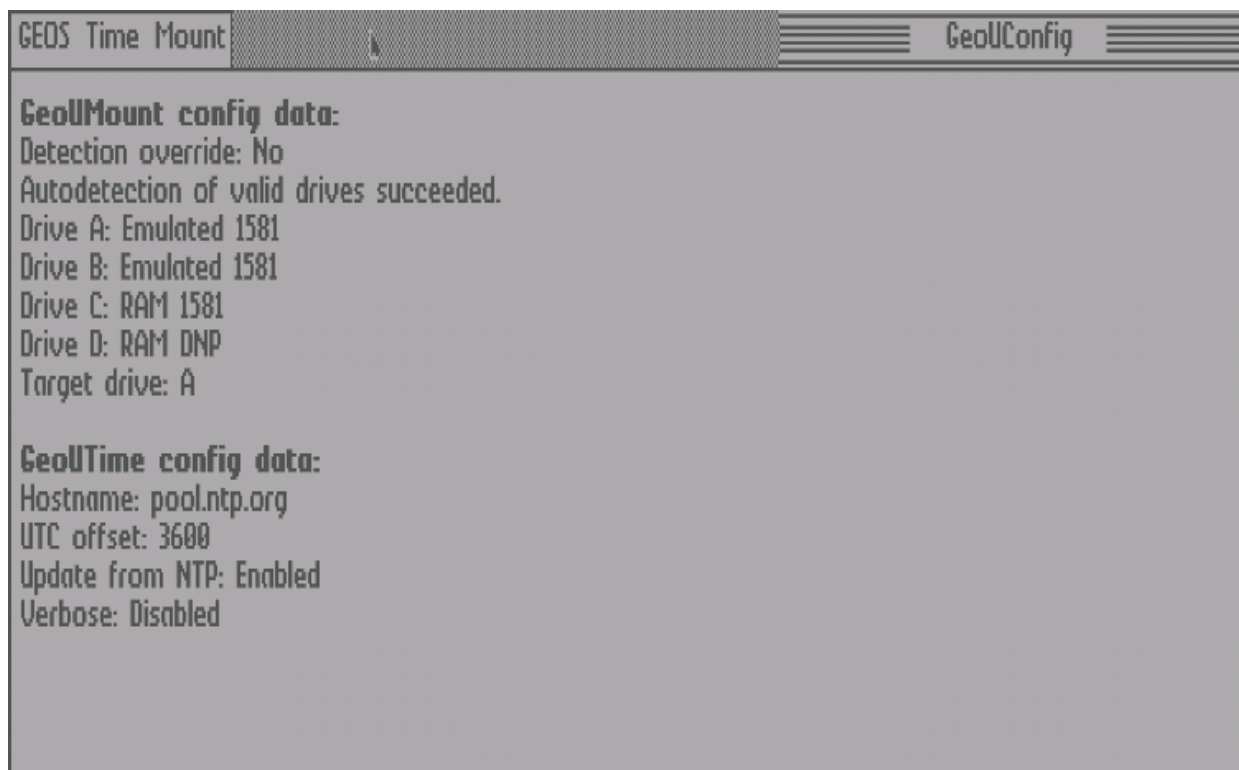 GEOS Time Mount
GeoUConfig
GeoUMount config data:
Detection override: No
Autodetection of valid drives succeeded.
Drive A: Emulated 1581
Drive B: Emulated 1581
Drive C: RAM 1581
Drive D: RAM DNP
Target drive: A
GeoUTime config data:
Hostname: pool.ntp.org
UTC offset: 3600
Update from NTP: Enabled
Verbose: Disabled